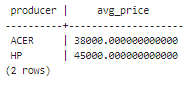 producer | avg_price
----------+--------------------
ACER | 38000.000000000000
HP | 45000.000000000000
(2 rows)